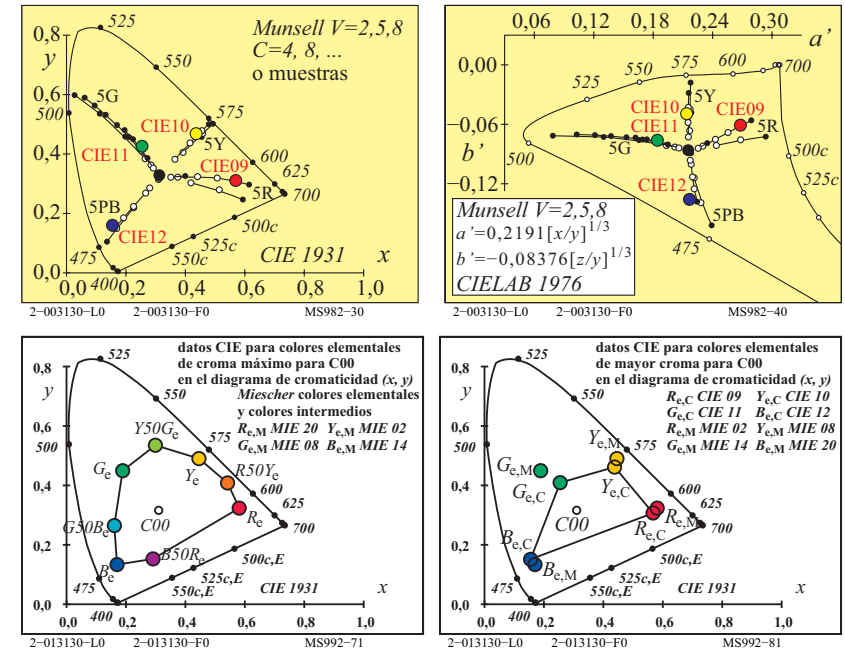 Munsell V=2,5,8
C=4, 8, ...
o muestras
0,8
y
0,6
0,4
0,2
0,0
0,0
0,2
0,4
0,6
0,8
1,0
x
525
550
575
600
625
700
500
5G
CIE10
CIE11
5Y
CIE09
5R
5PB
CIE12
500c
525c
550c
475
400
CIE 1931
2-003130-L0
2-003130-F0
MS982-30
0,06
0,12
0,18
0,24
0,30
a’
0,00
−0,06
b’
−0,12
525
550
575
600
700
5Y
CIE10
CIE11
CIE09
5R
5G
500
CIE12
500c
525c
5PB
475
Munsell V=2,5,8
a’=0,2191[x/y]1/3
b’=−0,08376[z/y]1/3
CIELAB 1976
2-003130-L0
2-003130-F0
MS982-40
datos CIE para colores elementales
de croma máximo para C00
en el diagrama de cromaticidad (x, y)
Miescher colores elementales
y colores intermedios
Re,M MIE 20 Ye,M MIE 02
Ge,M MIE 08 Be,M MIE 14
0,8
y
0,6
0,4
0,2
0,0
0,0
0,2
0,4
0,6
0,8
1,0
x
525
550
575
600
625
700
500
Y50Ge
Ge
Ye
R50Ye
Re
G50Be
C00
Be
B50Re
500c,E
525c,E
550c,E
475
400
CIE 1931
2-013130-L0
2-013130-F0
MS992-71
datos CIE para colores elementales
de mayor croma para C00
en el diagrama de cromaticidad (x, y)
Re,C CIE 09 Ye,C CIE 10
Ge,C CIE 11 Be,C CIE 12
Re,M MIE 02 Ye,M MIE 08
Ge,M MIE 14 Be,M MIE 20
0,8
y
0,6
0,4
0,2
0,0
0,0
0,2
0,4
0,6
0,8
1,0
x
525
550
575
600
625
700
500
Ye,M
Ge,M
Ye,C
Ge,C
C00
Re,M
Re,C
Be,C
Be,M
500c,E
525c,E
550c,E
475
400
CIE 1931
2-013130-L0
2-013130-F0
MS992-81